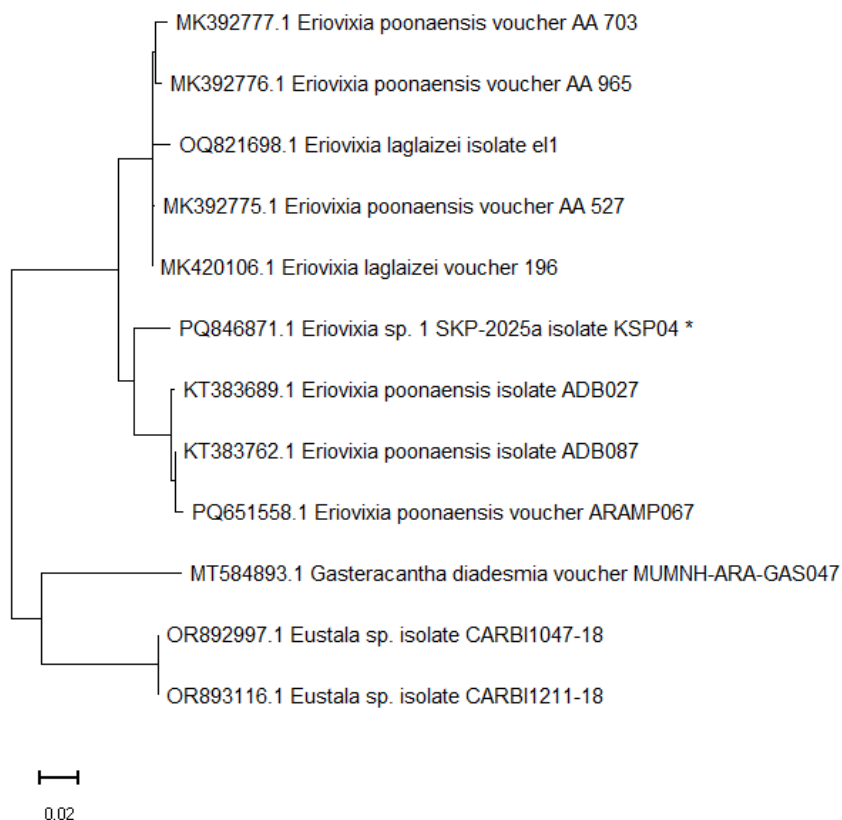 MK392777.1 Eriovixia poonaensis voucher AA 703
MK392776.1 Eriovixia poonaensis voucher AA 965
OQ821698.1 Eriovixia laglaizei isolate el1
MK392775.1 Eriovixia poonaensis voucher AA 527
MK420106.1 Eriovixia laglaizei voucher 196
PQ846871.1 Eriovixia sp. 1 SKP-2025a isolate KSP04 *
KT383689.1 Eriovixia poonaensis isolate ADB027
KT383762.1 Eriovixia poonaensis isolate ADB087
PQ651558.1 Eriovixia poonaensis voucher ARAMP067
MT584893.1 Gasteracantha diadesmia voucher MUMNH-ARA-GAS047
OR892997.1 Eustala sp. isolate CARBI1047-18
OR893116.1 Eustala sp. isolate CARBI1211-18
0.02